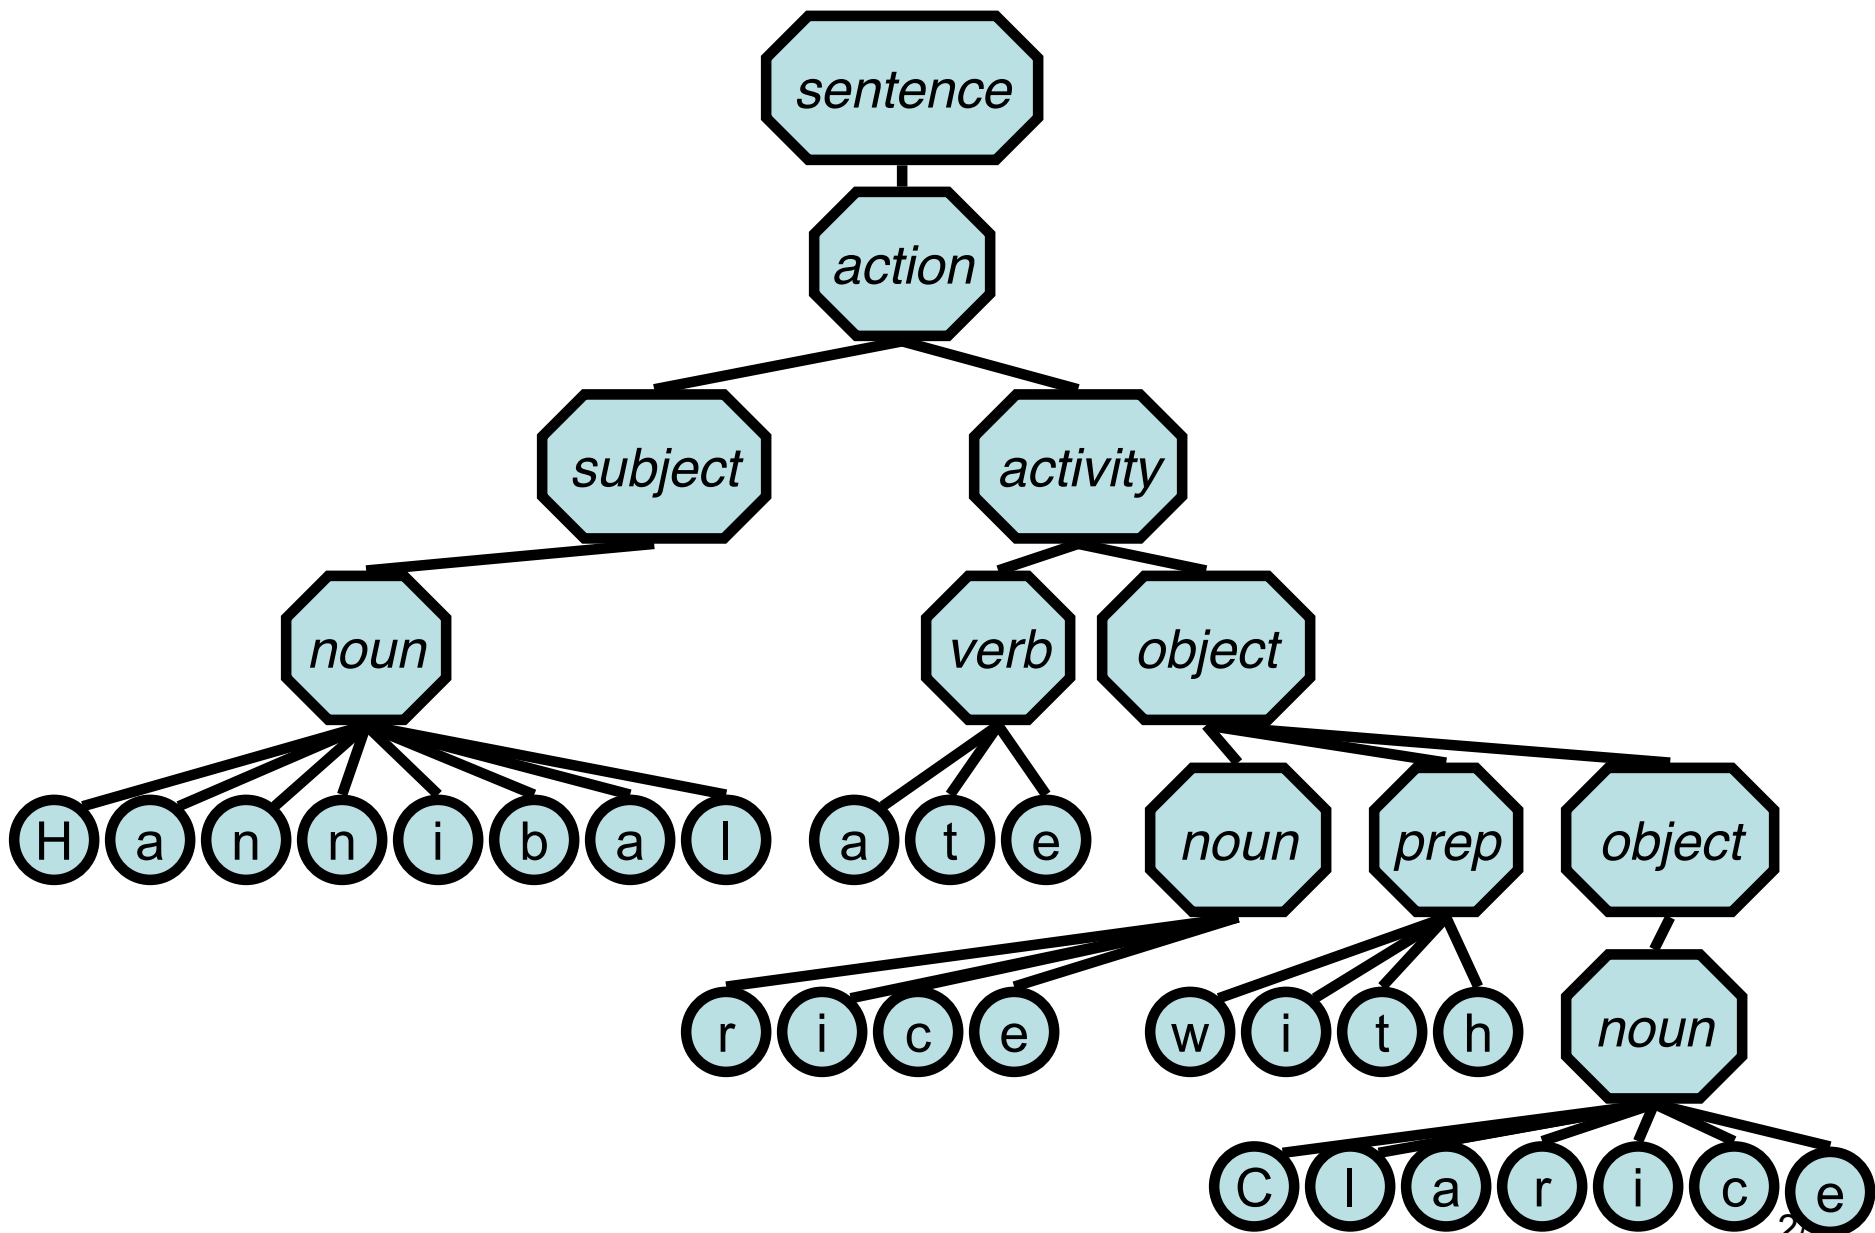 sentence
action
subject activity
noun verb object
H a n n i b a l a t e noun prep object
r i c e w i t h noun
C l a r i c e